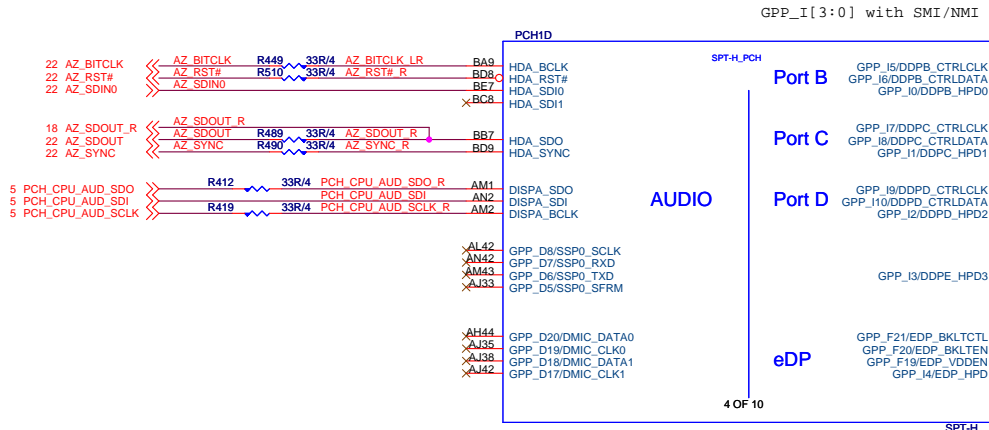 GPP_I[3:0] with SMI/NMI
PCH1D
SPT-H_PCH
22 AZ_BITCLK AZ_BITCLK R449 33R/4 AZ_BITCLK_LR BA9 HDA_BCLK
22 AZ_RST# AZ_RST# R510 33R/4 AZ_RST#_R BD8 HDA_RST#
22 AZ_SDIN0 AZ_SDIN0 BE7 HDA_SDI0
BC8 HDA_SDI1
18 AZ_SDOUT_R AZ_SDOUT_R
22 AZ_SDOUT AZ_SDOUT R489 33R/4 AZ_SDOUT_R BB7 HDA_SDO
22 AZ_SYNC AZ_SYNC R490 33R/4 AZ_SYNC_R BD9 HDA_SYNC
5 PCH_CPU_AUD_SDO R412 33R/4 PCH_CPU_AUD_SDO_R AM1 DISPA_SDO
5 PCH_CPU_AUD_SDI PCH_CPU_AUD_SDI AN2 DISPA_SDI
5 PCH_CPU_AUD_SCLK R419 33R/4 PCH_CPU_AUD_SCLK_R AM2 DISPA_BCLK
AL42 GPP_D8/SSP0_SCLK
AN42 GPP_D7/SSP0_RXD
AM43 GPP_D6/SSP0_TXD
AJ33 GPP_D5/SSP0_SFRM
AH44 GPP_D20/DMIC_DATA0
AJ35 GPP_D19/DMIC_CLK0
AJ38 GPP_D18/DMIC_DATA1
AJ42 GPP_D17/DMIC_CLK1
AUDIO
Port B
GPP_I5/DDPB_CTRLCLK
GPP_I6/DDPB_CTRLDATA
GPP_I0/DDPB_HPD0
Port C
GPP_I7/DDPC_CTRLCLK
GPP_I8/DDPC_CTRLDATA
GPP_I1/DDPC_HPD1
Port D
GPP_I9/DDPD_CTRLCLK
GPP_I10/DDPD_CTRLDATA
GPP_I2/DDPD_HPD2
GPP_I3/DDPE_HPD3
eDP
GPP_F21/EDP_BKLTCTL
GPP_F20/EDP_BKLTEN
GPP_F19/EDP_VDDEN
GPP_I4/EDP_HPD
4 OF 10
SPT-H